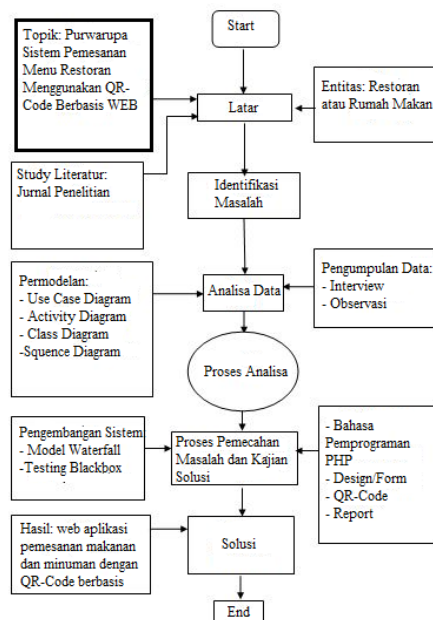 Start
Topik: Purwarupa
Sistem Pemesanan
Menu Restoran
Menggunakan QR-
Code Berbasis WEB
Entitas: Restoran
atau Rumah Makan
Latar
Study Literatur:
Jurnal Penelitian
Identifikasi
Masalah
Permodelan:
- Use Case Diagram
- Activity Diagram
- Class Diagram
-Squence Diagram
Analisa Data
Pengumpulan Data:
- Interview
- Observasi
Proses Analisa
Pengembangan Sistem:
- Model Waterfall
-Testing Blackbox
Proses Pemecahan
Masalah dan Kajian
Solusi
- Bahasa
Pemprograman
PHP
- Design/Form
- QR-Code
- Report
Hasil: web aplikasi
pemesanan makanan
dan minuman dengan
QR-Code berbasis
Solusi
End